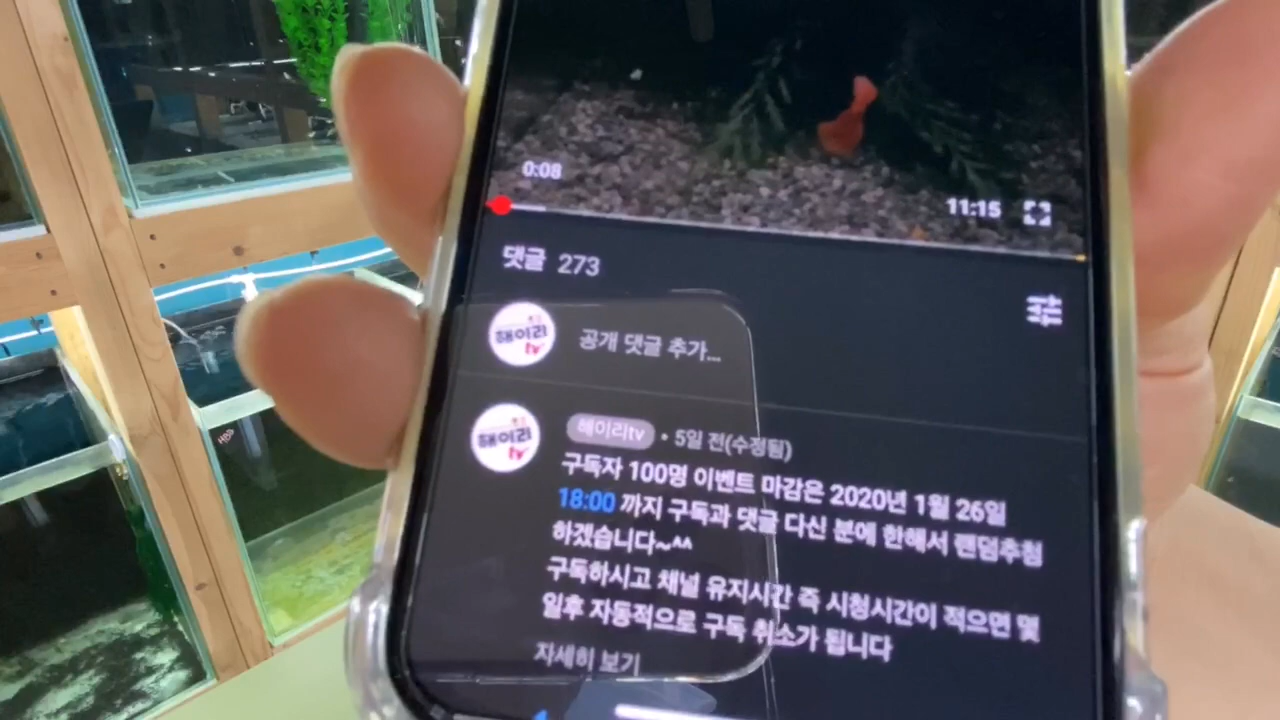 0:08
11:15
댓글 273
해이리 tv
공개 댓글 추가...
해이리 tv
해이리tv • 5일 전(수정됨)
구독자 100명 이벤트 마감은 2020년 1월 26일
18:00 까지 구독과 댓글 다신 분에 한해서 랜덤추첨
하겠습니다~^^
구독하시고 채널 유지시간 즉 시청시간이 적으면 몇
일후 자동적으로 구독 취소가 됩니다
자세히 보기